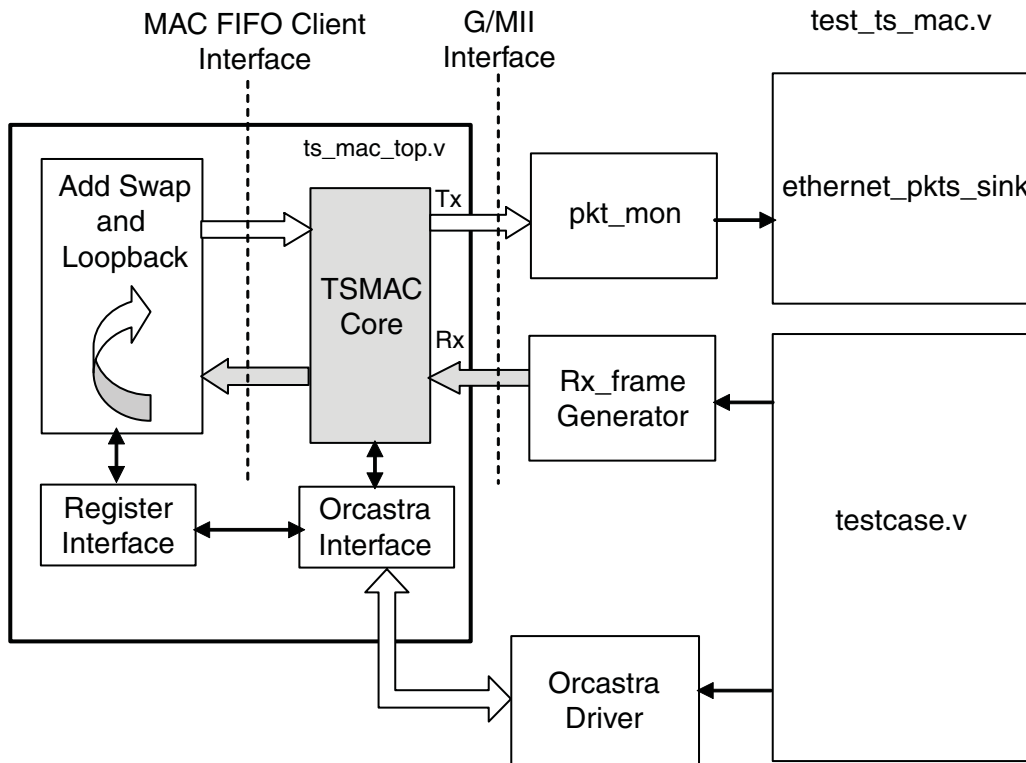 MAC FIFO Client
Interface
G/MII
Interface
test_ts_mac.v
ts_mac_top.v
Add Swap
and
Loopback
Tx
TSMAC
Core
Rx
pkt_mon
ethernet_pkts_sink
Rx_frame
Generator
Register
Interface
Orcastra
Interface
testcase.v
Orcastra
Driver